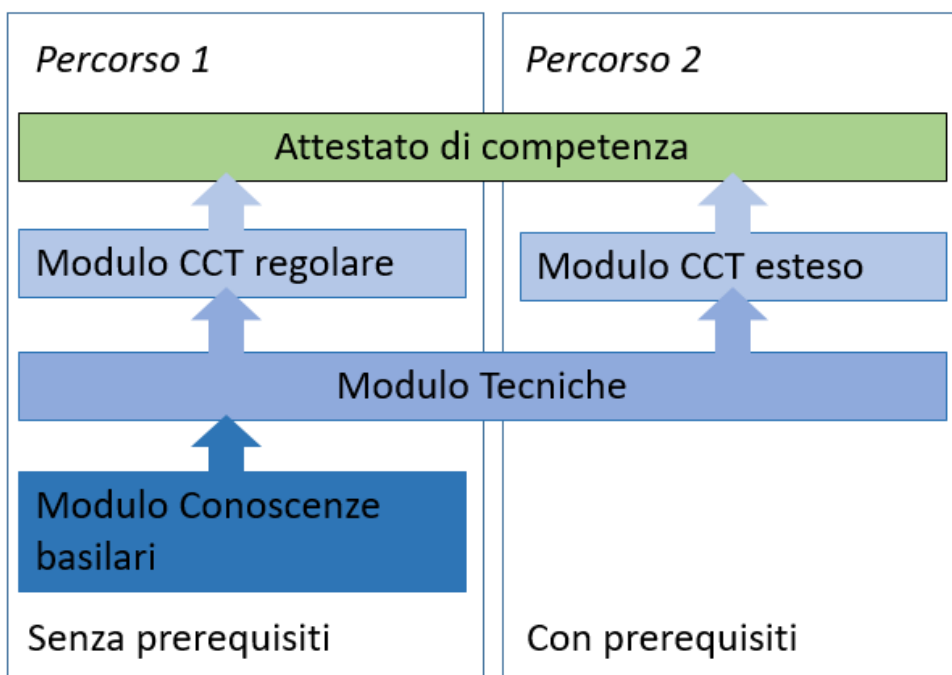 Percorso 1
Percorso 2
Attestato di competenza
Modulo CCT regolare
Modulo CCT esteso
Modulo Tecniche
Modulo Conoscenze
basilari
Senza prerequisiti
Con prerequisiti